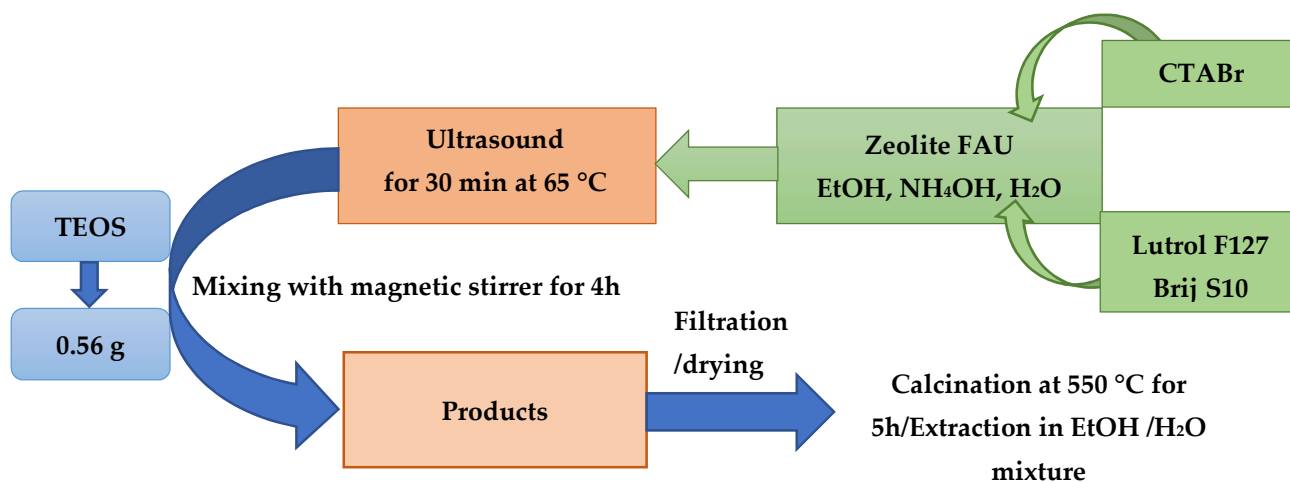 CTABr
Zeolite FAU
EtOH, NH₄OH, H₂O
Lutrol F127
Brij S10
Ultrasound
for 30 min at 65 °C
TEOS
0.56 g
Mixing with magnetic stirrer for 4h
Products
Filtration
/drying
Calcination at 550 °C for
5h/Extraction in EtOH /H₂O
mixture